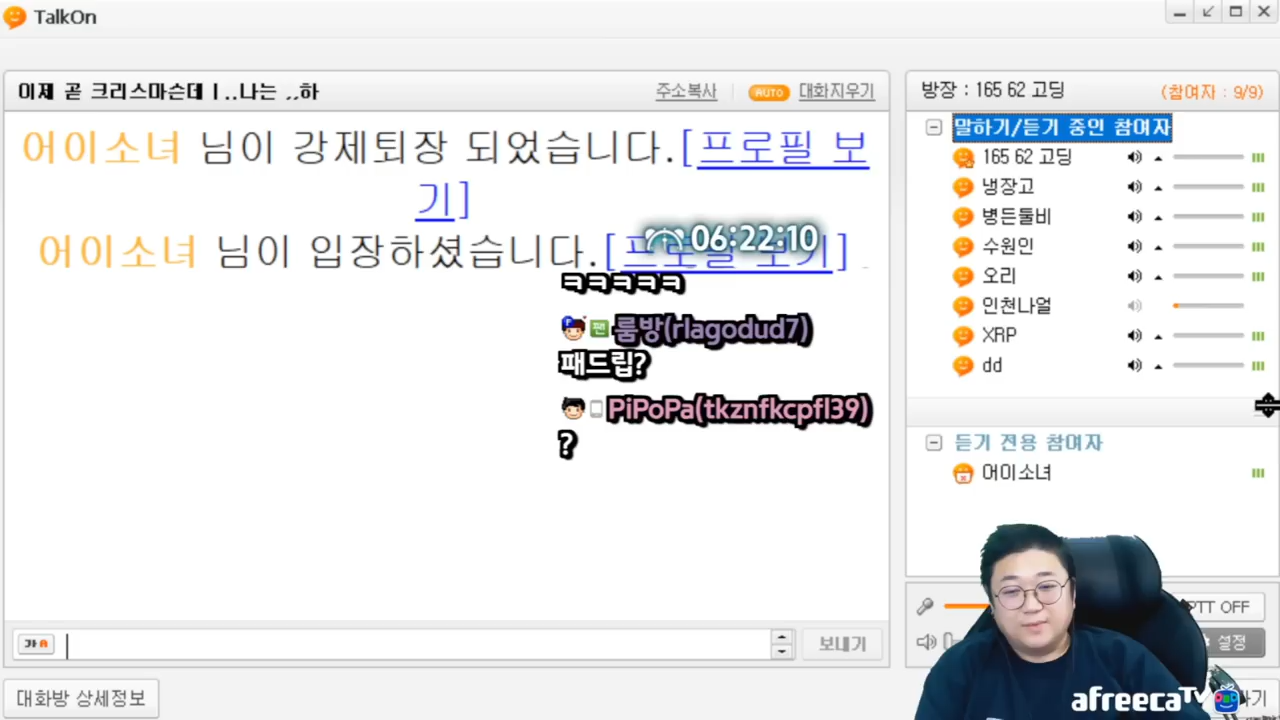 TalkOn
이제 곧 크리스마슨데 ㅣ..나는 ,,하
주소복사
AUTO
대화지우기
어이소녀 님이 강제퇴장 되었습니다.[프로필 보
기]
어이소녀 님이 입장하셨습니다.[프로필 보기]
06:22:10
ㅋㅋㅋㅋㅋ
팬 룸방(rlagodud7)
패드립?
PiPoPa(tkznfkcpfl39)
?
가 A
보내기
대화방 상세정보
방장 : 165 62 고딩
(참여자 : 9/9)
말하기/듣기 중인 참여자
165 62 고딩
냉장고
병든둘비
수원인
오리
인천나얼
XRP
dd
듣기 전용 참여자
어이소녀
PTT OFF
설정
afreecaTV
기